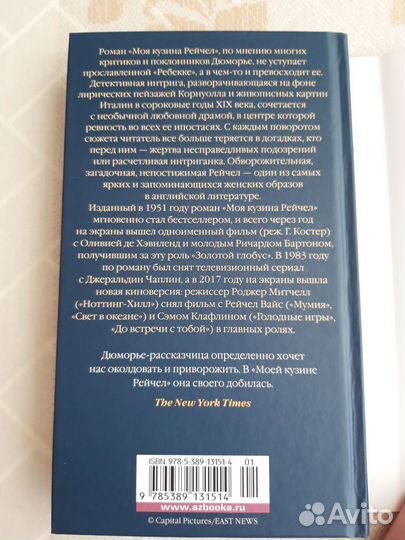 Роман «Моя кузина Рейчел», по мнению многих
критиков и поклонников Дюморье, не уступает
прославленной «Ребекке», а в чем-то и превосходит ее.
Детективная интрига, разворачивающаяся на фоне
лирических пейзажей Корнуолла и живописных картин
Италии в сороковые годы XIX века, сочетается
с необычной любовной драмой, в центре которой
ревность во всех ее ипостасях. С каждым поворотом
сюжета читатель все больше теряется в догадках, кто
перед ним — жертва несправедливых подозрений
или расчетливая интриганка. Обворожительная,
загадочная, непостижимая Рейчел — один из самых
ярких и запоминающихся женских образов
в английской литературе.
Изданный в 1951 году роман «Моя кузина Рейчел»
мгновенно стал бестселлером, и всего через год
на экраны вышел одноименный фильм (реж. Г. Костер)
с Оливией де Хэвиленд и молодым Ричардом Бартоном,
получившим за эту роль «Золотой глобус». В 1983 году
по роману был снят телевизионный сериал
с Джеральдин Чаплин, а в 2017 году на экраны вышла
новая киноверсия: режиссер Роджер Митчелл
(«Ноттинг-Хилл») снял фильм с Рейчел Вайс («Мумия»,
«Свет в океане») и Сэмом Клафлином («Голодные игры»,
«До встречи с тобой») в главных ролях.
Дюморье-рассказчица определенно хочет
нас околдовать и приворожить. В «Моей кузине
Рейчел» она своего добилась.
The New York Times
ISBN 978-5-389-13151-4 01
9 785389 131514
www.azbooka.ru
© Capital Pictures/EAST NEWS
Avito